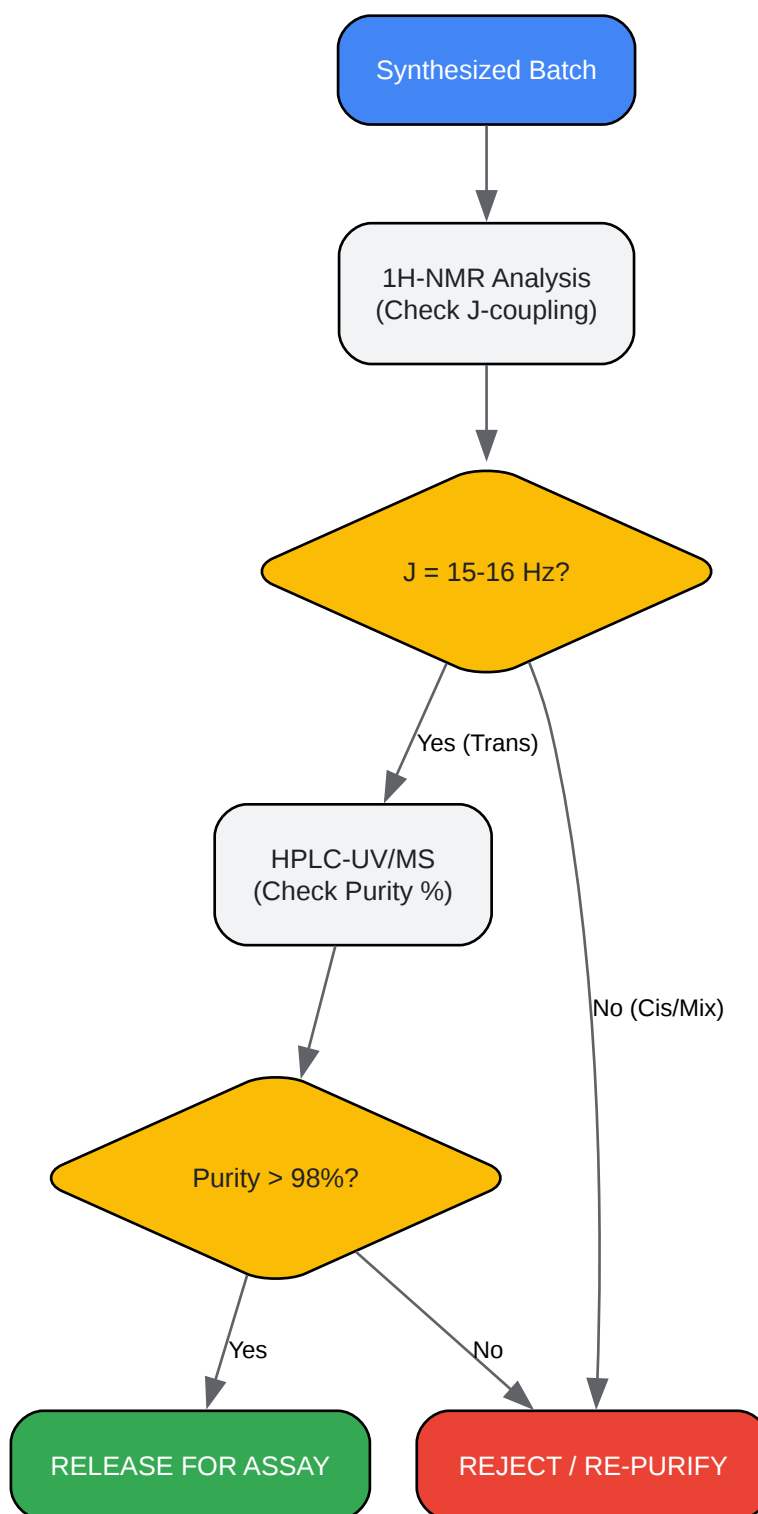 Synthesized Batch
1H-NMR Analysis
(Check J-coupling)
J = 15-16 Hz?
Yes (Trans)
HPLC-UV/MS
(Check Purity %)
No (Cis/Mix)
Purity > 98%?
Yes
No
RELEASE FOR ASSAY
REJECT / RE-PURIFY